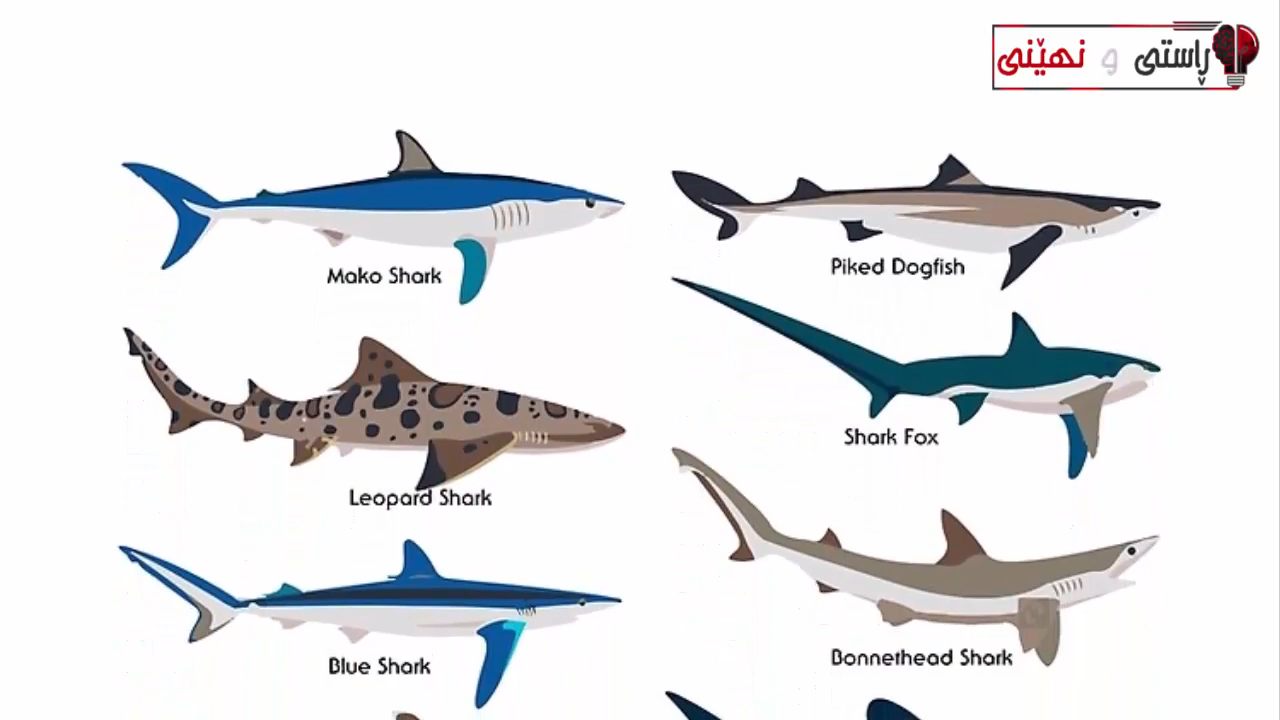 ڕاستی و نهێنی
Mako Shark
Piked Dogfish
Leopard Shark
Shark Fox
Blue Shark
Bonnethead Shark